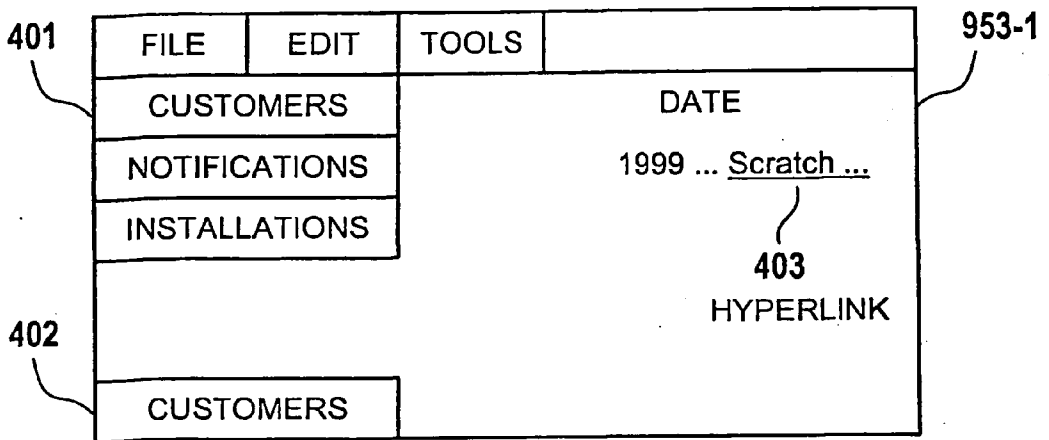 401 FILE EDIT TOOLS 953-1
CUSTOMERS DATE
NOTIFICATIONS 1999 ... Scratch ...
INSTALLATIONS
403
HYPERLINK
402
CUSTOMERS